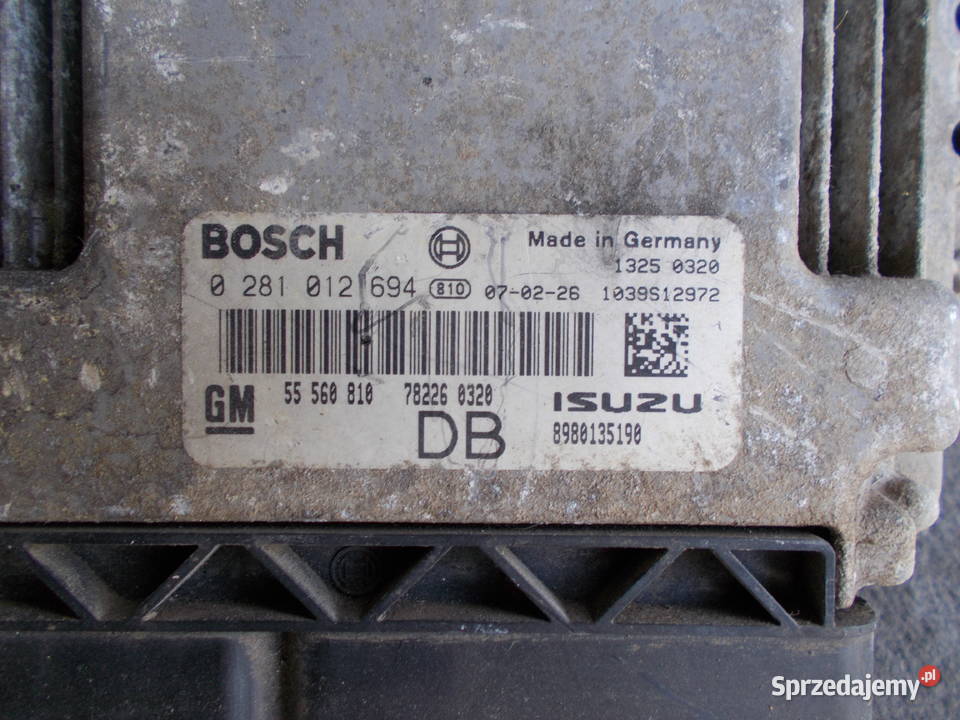 BOSCH Made in Germany
1325 0320
0 281 012 694 810 07-02-26 1039S12972
GM 55 560 810 78226 0320 ISUZU
DB 8980135190
Sprzedajemy.pl